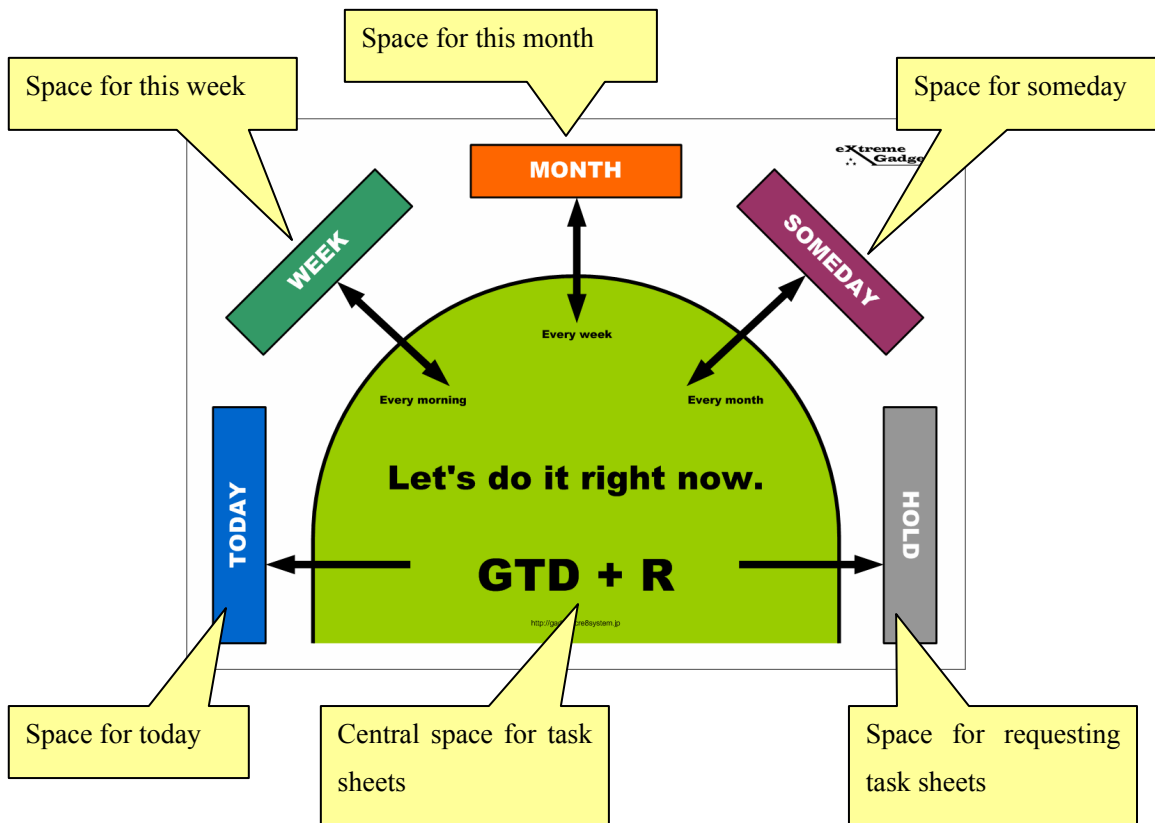 Space for this month
Space for this week
Space for someday
eXtreme
MONTH
WEEK
SOMEDAY
Every week
Every morning
Every month
Let's do it right now.
TODAY
HOLD
GTD + R
Space for today
Central space for task
sheets
Space for requesting
task sheets